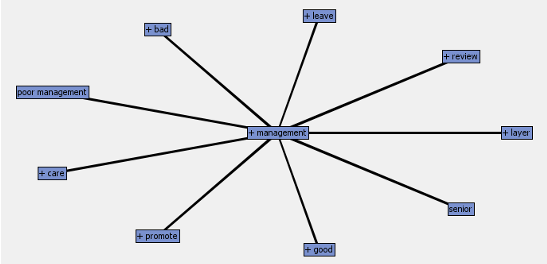 + leave
+ bad
+ review
poor management
+ management
+ layer
+ care
senior
+ promote
+ good